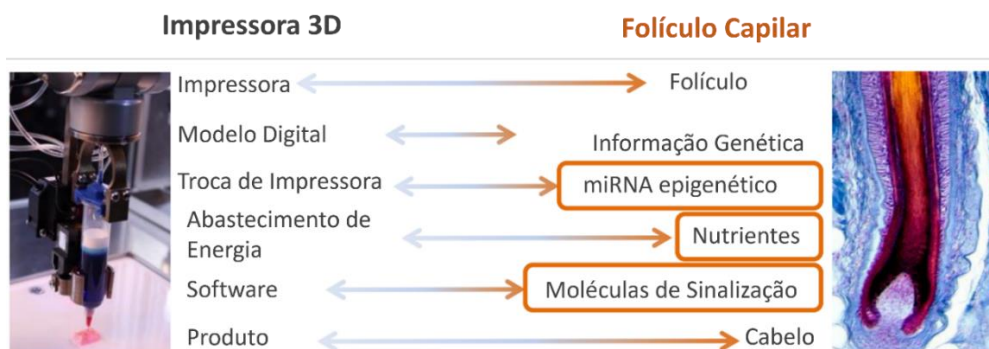 Impressora 3D
Folículo Capilar
Impressora
Folículo
Modelo Digital
Informação Genética
Troca de Impressora
miRNA epigenético
Abastecimento de
Energia
Nutrientes
Software
Moléculas de Sinalização
Produto
Cabelo